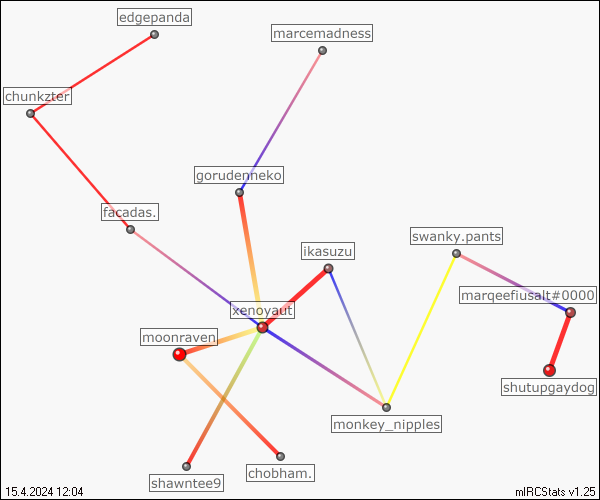 edgepanda
marcemadness
chunkzter
gorudenneko
facadas.
swanky.pants
ikasuzu
marqeefiusalt#0000
xenoyaut
moonraven
shutupgaydog
monkey_nipples
chobham.
shawntee9
15.4.2024 12:04
mIRCStats v1.25